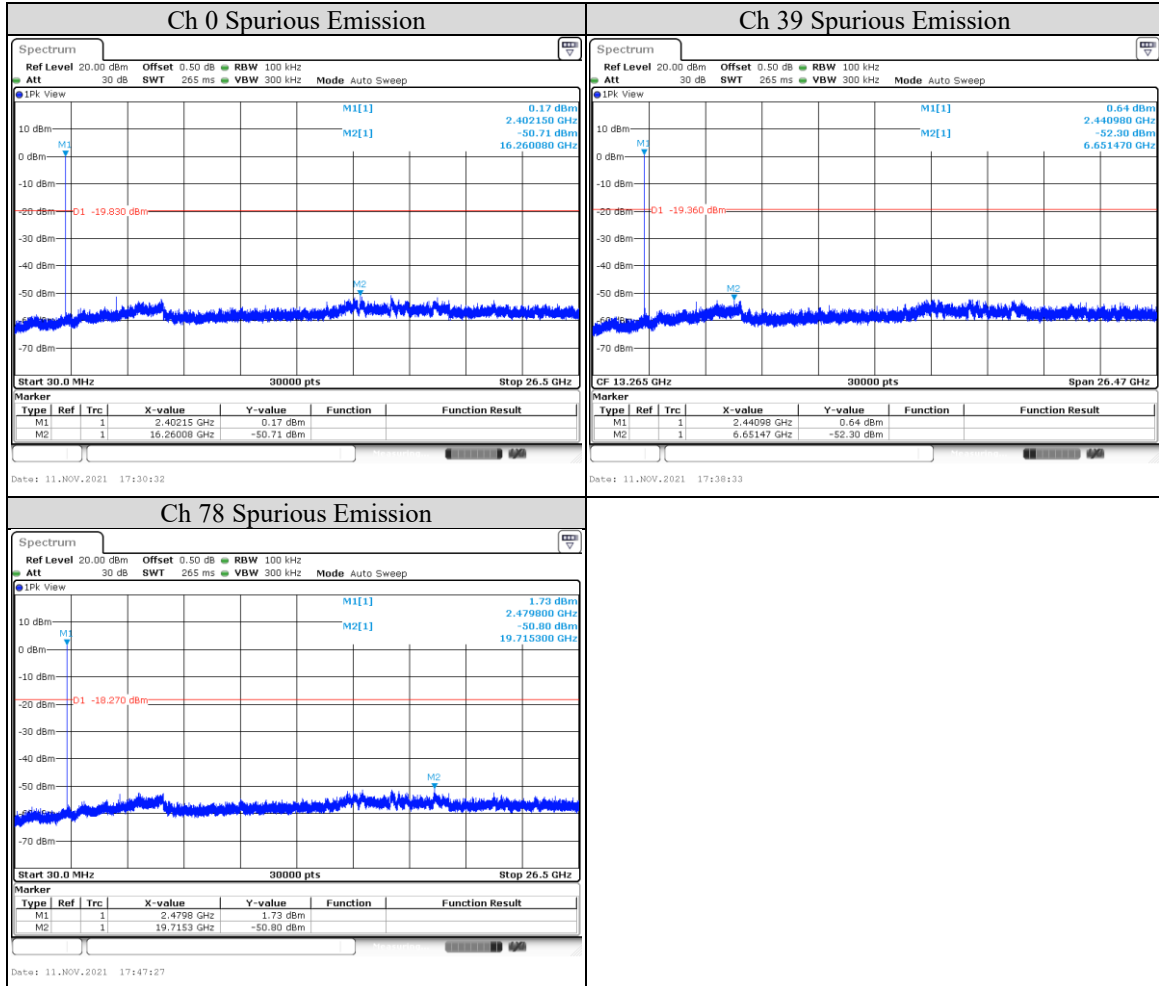 Ch 0 Spurious Emission
Spectrum
Ref Level 20.00 dBm Offset 0.50 dB RBW 100 kHz
Att 30 dB SWT 265 ms VBW 300 kHz Mode Auto Sweep
1Pk View
M1[1] 0.17 dBm
2.402150 GHz
10 dBm
M2[1] -50.71 dBm
M1
16.260080 GHz
0 dBm
-10 dBm
-20 dBm D1 -19.830 dBm
-30 dBm
-40 dBm
M2
-50 dBm
-60 dBm
-70 dBm
Start 30.0 MHz 30000 pts Stop 26.5 GHz
Marker
Type Ref Trc X-value Y-value Function Function Result
M1 1 2.40215 GHz 0.17 dBm
M2 1 16.26008 GHz -50.71 dBm
Date: 11.NOV.2021 17:30:32
Ch 39 Spurious Emission
Spectrum
Ref Level 20.00 dBm Offset 0.50 dB RBW 100 kHz
Att 30 dB SWT 265 ms VBW 300 kHz Mode Auto Sweep
1Pk View
M1[1] 0.64 dBm
2.440980 GHz
10 dBm
M2[1] -52.30 dBm
M1
6.651470 GHz
0 dBm
-10 dBm
-20 dBm D1 -19.360 dBm
-30 dBm
-40 dBm
M2
-50 dBm
-60 dBm
-70 dBm
CF 13.265 GHz 30000 pts Span 26.47 GHz
Marker
Type Ref Trc X-value Y-value Function Function Result
M1 1 2.44098 GHz 0.64 dBm
M2 1 6.65147 GHz -52.30 dBm
Date: 11.NOV.2021 17:38:33
Ch 78 Spurious Emission
Spectrum
Ref Level 20.00 dBm Offset 0.50 dB RBW 100 kHz
Att 30 dB SWT 265 ms VBW 300 kHz Mode Auto Sweep
1Pk View
M1[1] 1.73 dBm
2.479800 GHz
10 dBm
M2[1] -50.80 dBm
M1
19.715300 GHz
0 dBm
-10 dBm
D1 -18.270 dBm
-20 dBm
-30 dBm
-40 dBm
M2
-50 dBm
-60 dBm
-70 dBm
Start 30.0 MHz 30000 pts Stop 26.5 GHz
Marker
Type Ref Trc X-value Y-value Function Function Result
M1 1 2.4798 GHz 1.73 dBm
M2 1 19.7153 GHz -50.80 dBm
Date: 11.NOV.2021 17:47:27